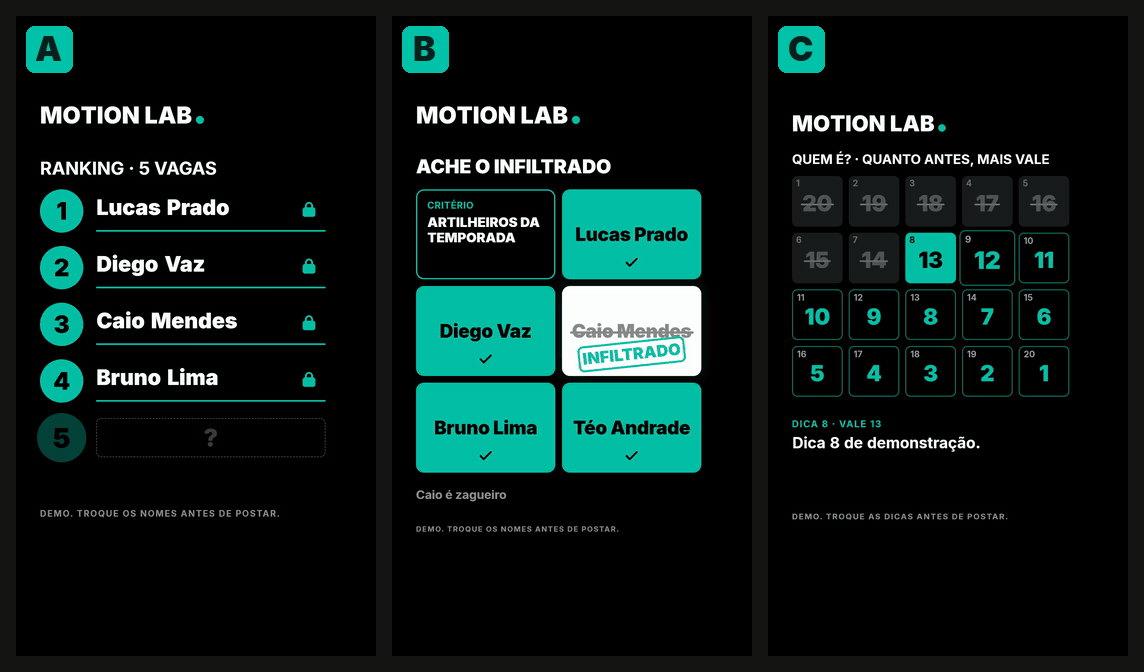 A
MOTION LAB.
RANKING · 5 VAGAS
1 Lucas Prado
2 Diego Vaz
3 Caio Mendes
4 Bruno Lima
5 ?
DEMO. TROQUE OS NOMES ANTES DE POSTAR.
B
MOTION LAB.
ACHE O INFILTRADO
CRITÉRIO
ARTILHEIROS DA
TEMPORADA
Lucas Prado
Diego Vaz
Caio Mendes
INFILTRADO
Bruno Lima
Téo Andrade
Caio é zagueiro
DEMO. TROQUE OS NOMES ANTES DE POSTAR.
C
MOTION LAB.
QUEM É? · QUANTO ANTES, MAIS VALE
1 2 3 4 5
20 19 18 17 16
6 7 8 9 10
15 14 13 12 11
11 12 13 14 15
10 9 8 7 6
16 17 18 19 20
5 4 3 2 1
DICA 8 · VALE 13
Dica 8 de demonstração.
DEMO. TROQUE AS DICAS ANTES DE POSTAR.